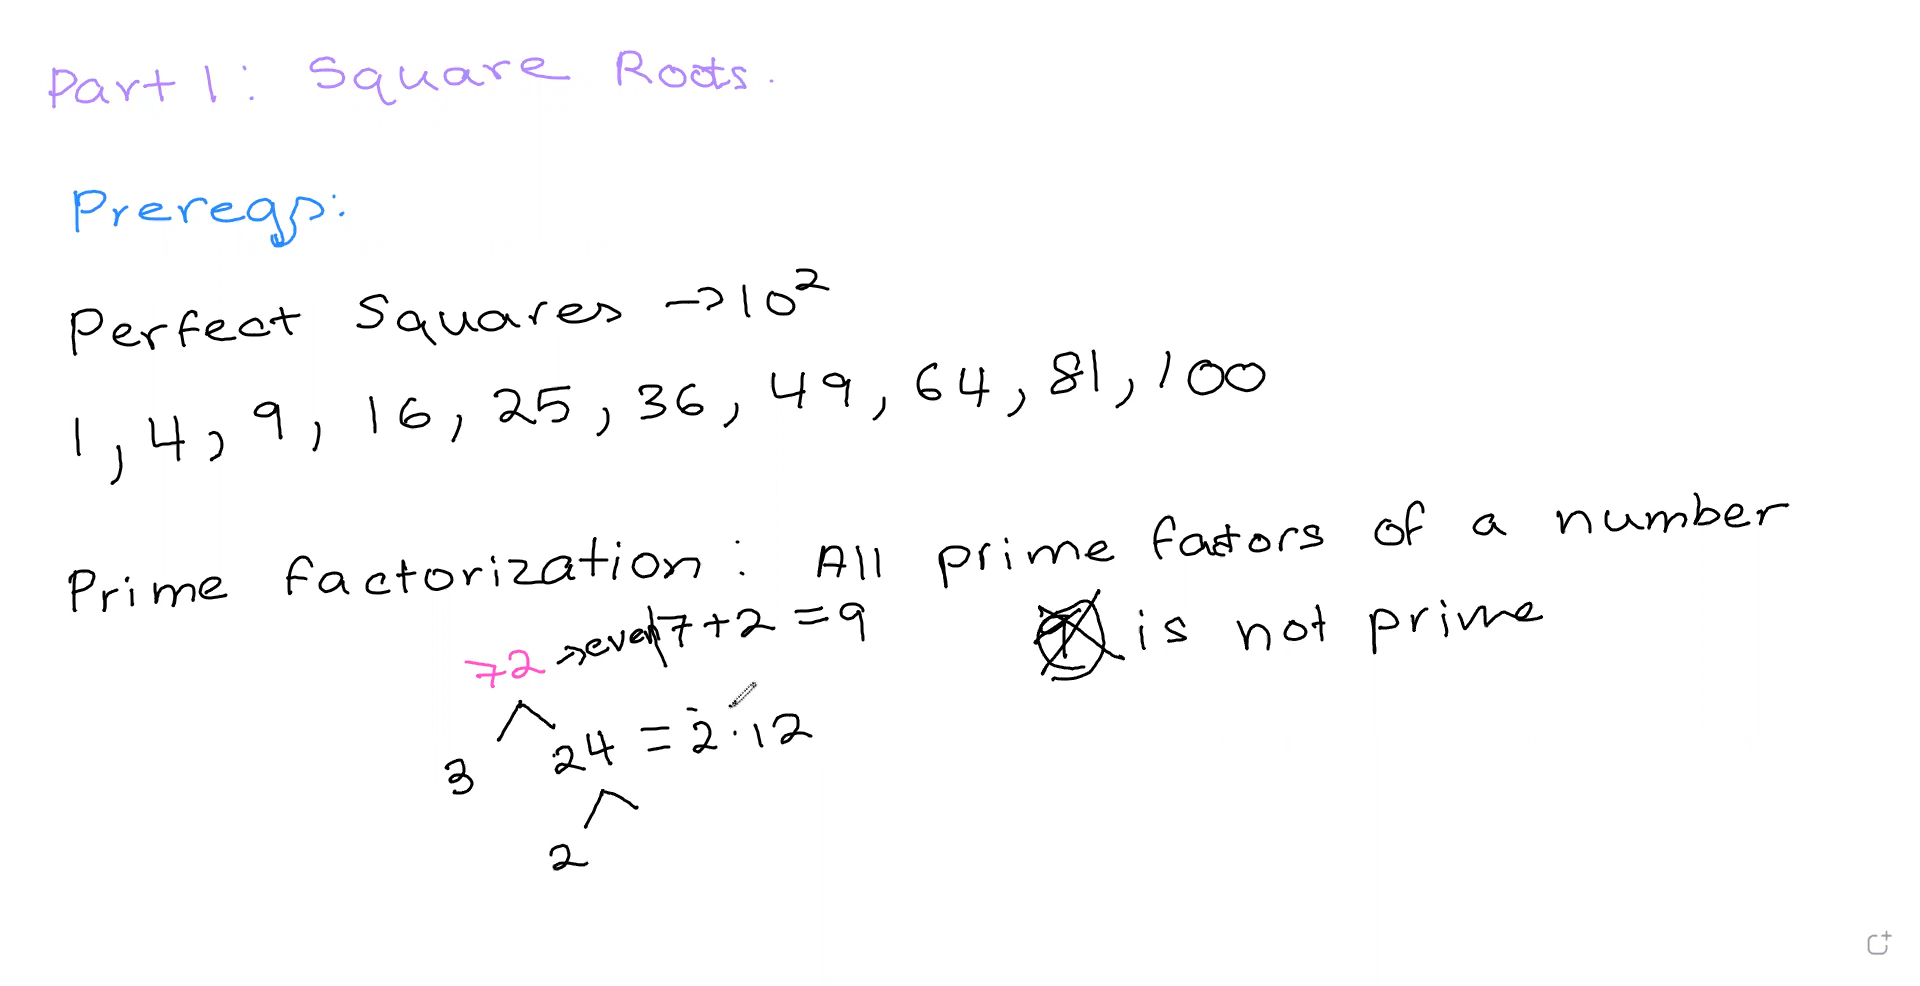 Part 1: Square Roots.
Prereqs:
Perfect Squares → 10²
1, 4, 9, 16, 25, 36, 49, 64, 81, 100
Prime factorization: All prime factors of a number
72 → even 7+2=9
1 is not prime
3 24 = 2·12
2